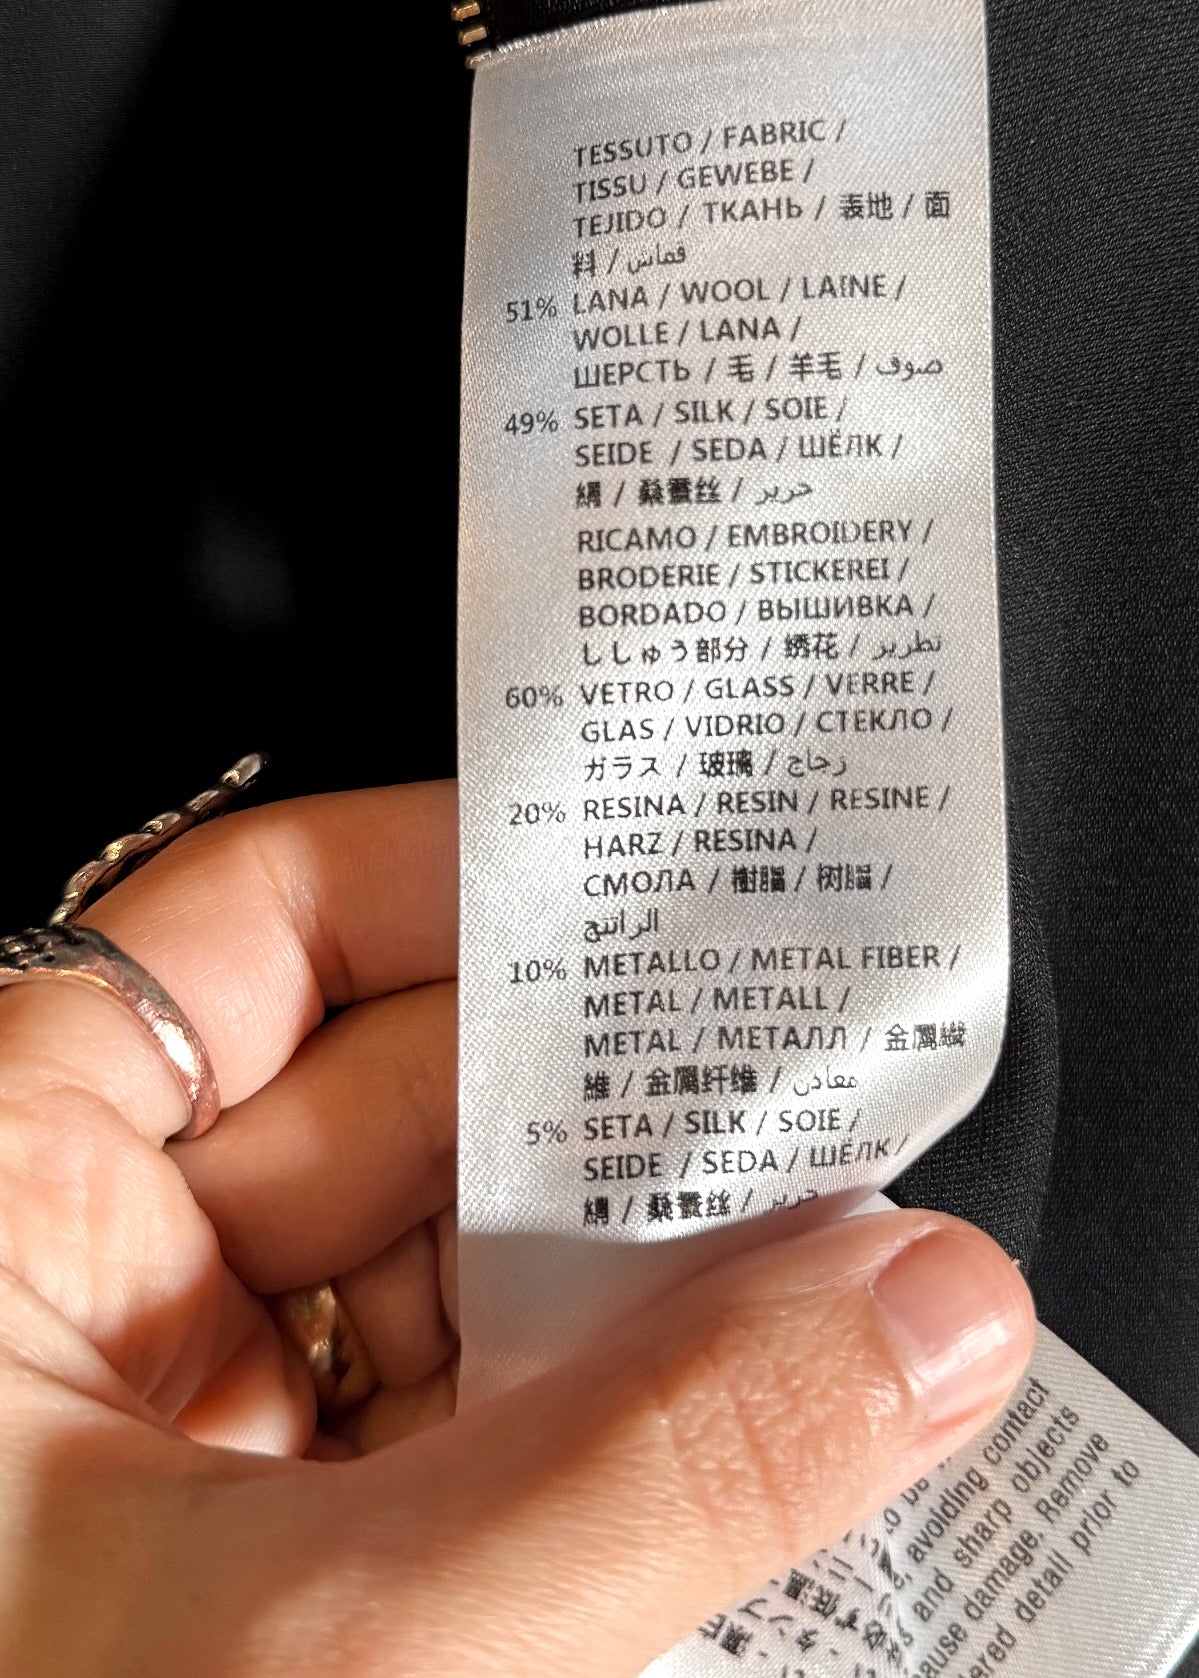 TESSUTO / FABRIC /
TISSU / GEWEBE /
TEJIDO / ТКАНЬ / 表地 / 面
料 / قماش
51% LANA / WOOL / LAINE /
WOLLE / LANA /
ШЕРСТЬ / 毛 / 羊毛 / صوف
49% SETA / SILK / SOIE /
SEIDE / SEDA / ШЁЛК /
絹 / 桑蚕丝 / حرير
RICAMO / EMBROIDERY /
BRODERIE / STICKEREI /
BORDADO / ВЫШИВКА /
ししゅう部分 / 绣花 / تطريز
60% VETRO / GLASS / VERRE /
GLAS / VIDRIO / СТЕКЛО /
ガラス / 玻璃 / زجاج
20% RESINA / RESIN / RESINE /
HARZ / RESINA /
СМОЛА / 樹脂 / 树脂 /
الراتنج
10% METALLO / METAL FIBER /
METAL / METALL /
METAL / МЕТАЛЛ / 金属繊
維 / 金属纤维 / معادن
5% SETA / SILK / SOIE /
SEIDE / SEDA / ШЁЛК /
絹 / 桑蚕丝 / حرير
to be
avoiding contact
and sharp objects
damage. Remove
detail prior to